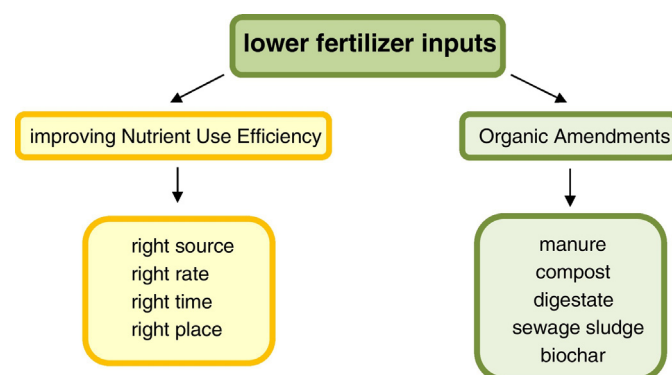 lower fertilizer inputs
improving Nutrient Use Efficiency
Organic Amendments
right source
right rate
right time
right place
manure
compost
digestate
sewage sludge
biochar